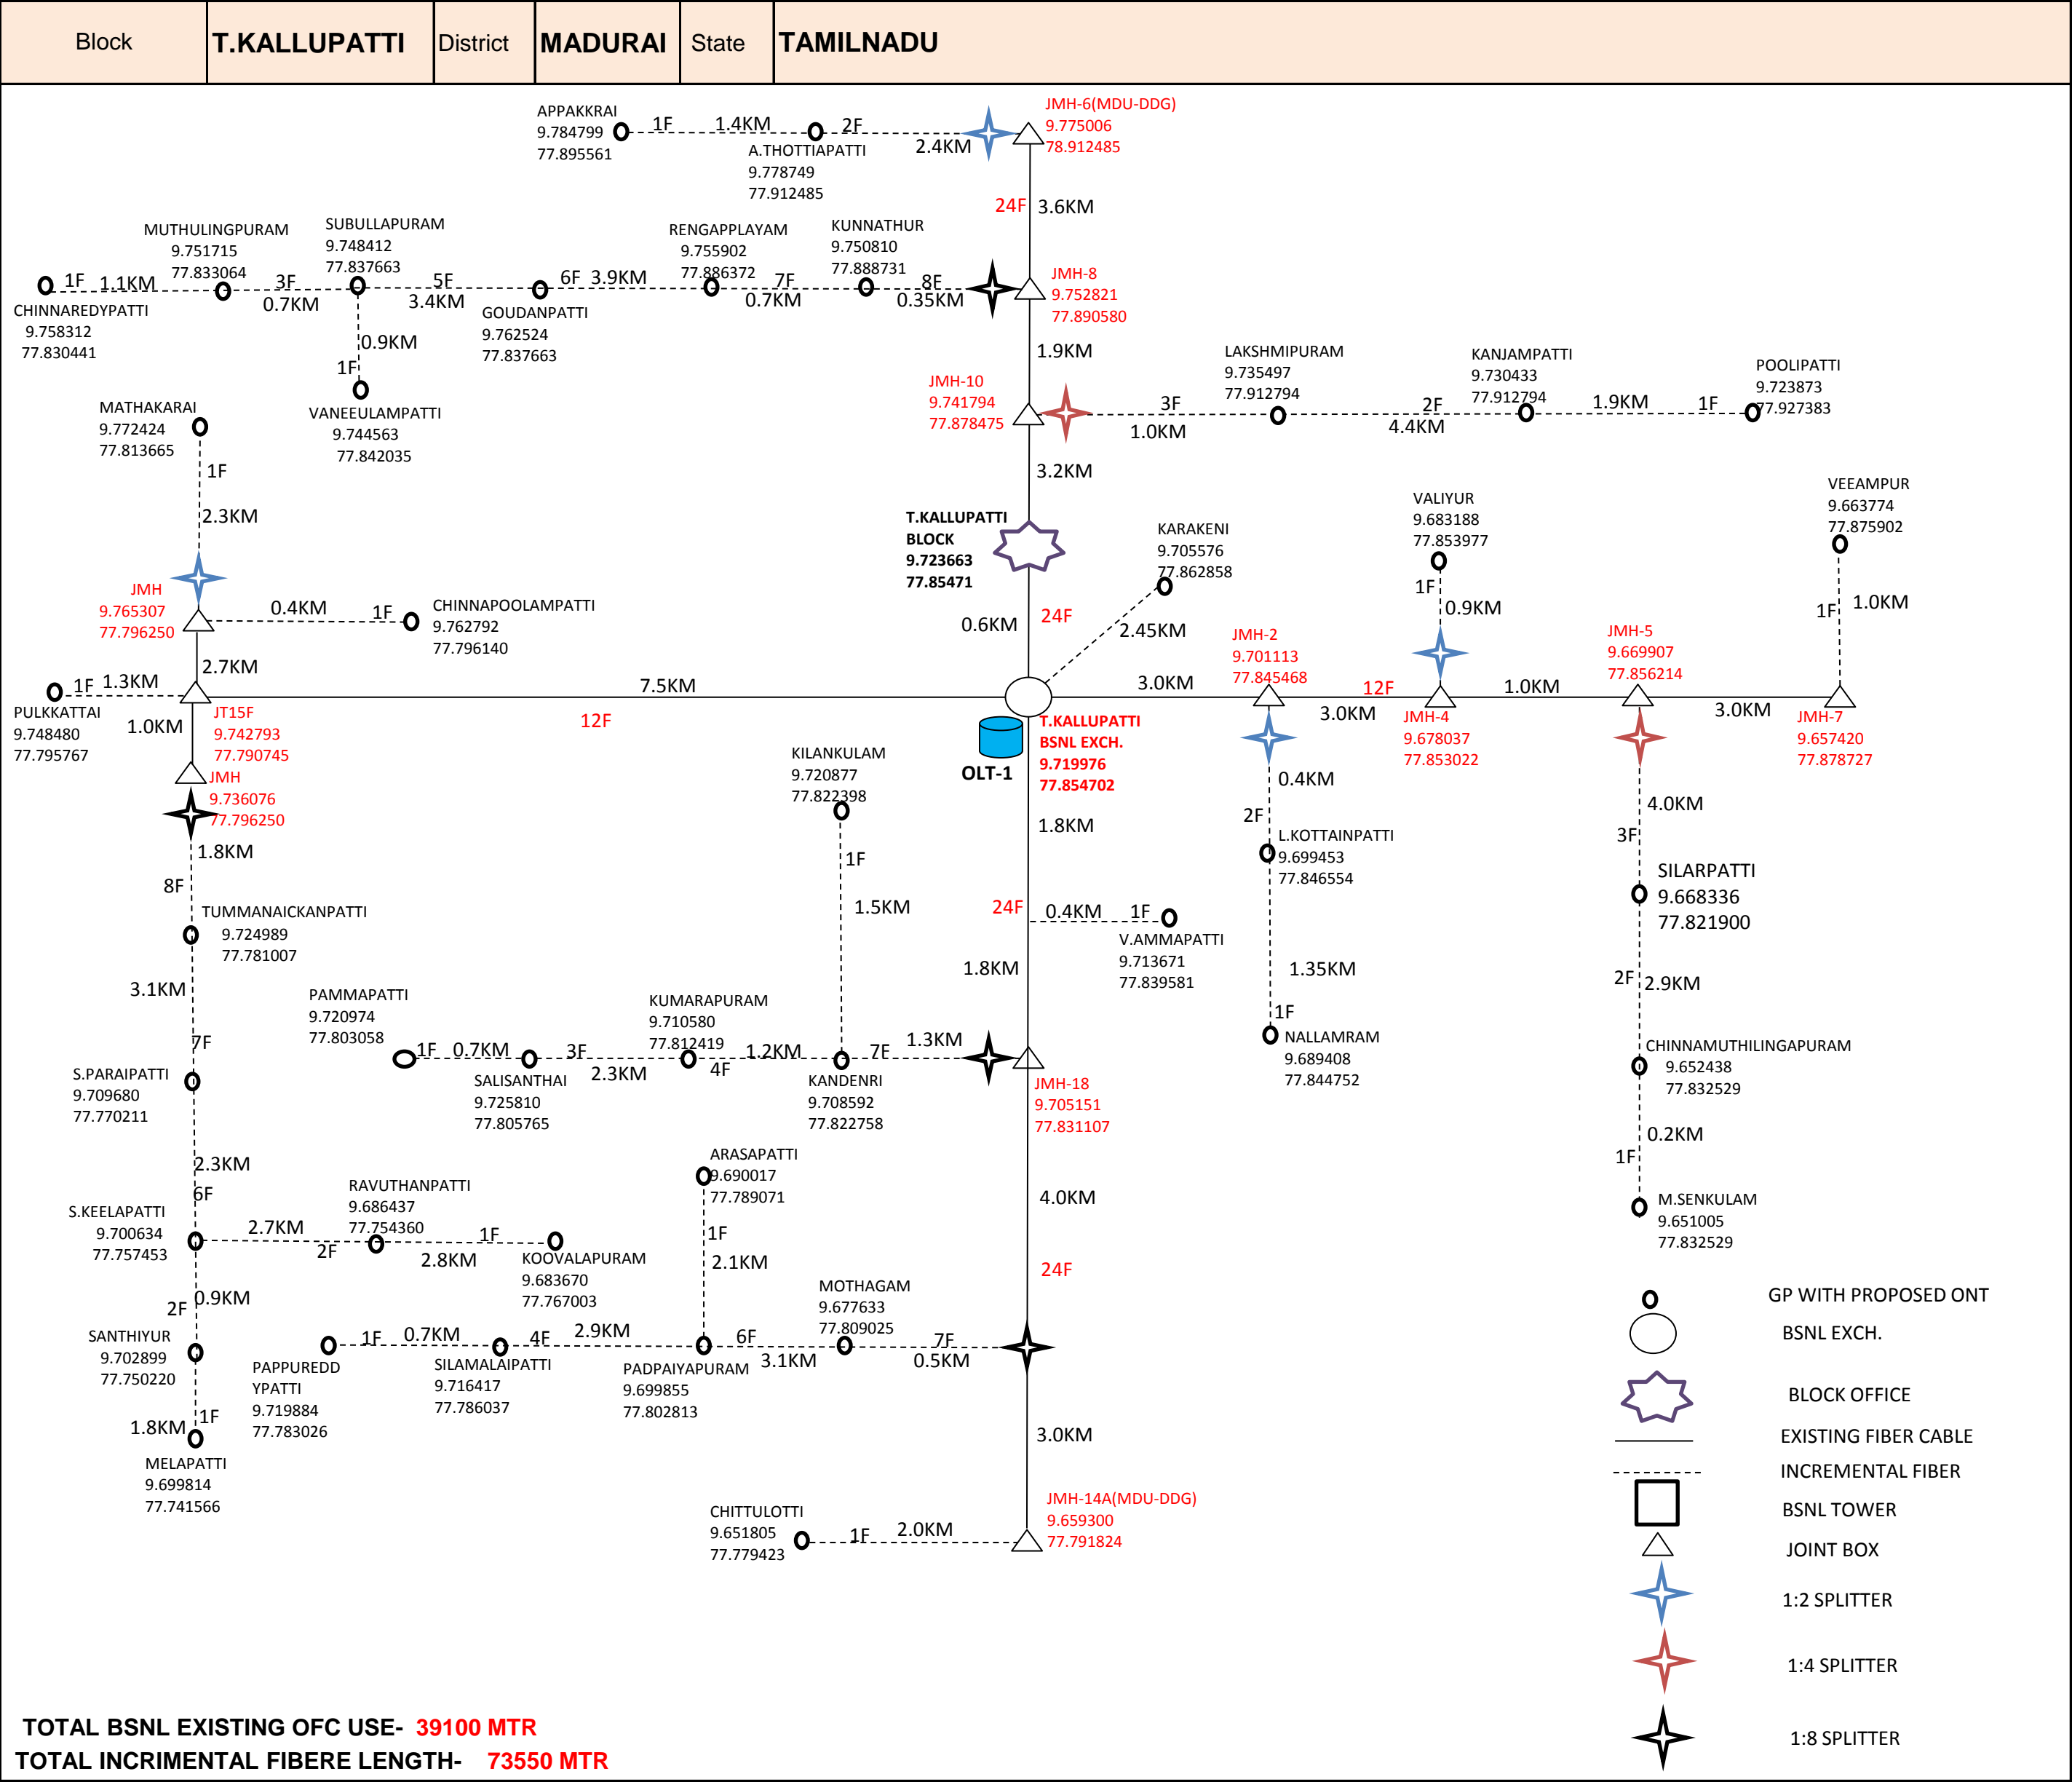 Block T.KALLUPATTI District MADURAI State TAMILNADU
APPAKKRAI
9.784799
77.895561
1F
1.4KM
2F
2.4KM
A.THOTTIAPATTI
9.778749
77.912485
JMH-6(MDU-DDG)
9.775006
78.912485
24F
3.6KM
MUTHULINGPURAM
9.751715
77.833064
SUBULLAPURAM
9.748412
77.837663
RENGAPPLAYAM
9.755902
77.886372
KUNNATHUR
9.750810
77.888731
1F
1.1KM
3F
0.7KM
5F
3.4KM
6F
3.9KM
7F
0.7KM
8F
0.35KM
CHINNAREDYPATTI
9.758312
77.830441
GOUDANPATTI
9.762524
77.837663
JMH-8
9.752821
77.890580
0.9KM
1F
VANEEULAMPATTI
9.744563
77.842035
1.9KM
JMH-10
9.741794
77.878475
LAKSHMIPURAM
9.735497
77.912794
KANJAMPATTI
9.730433
77.912794
POOLIPATTI
9.723873
77.927383
3F
1.0KM
2F
4.4KM
1.9KM
1F
MATHAKARAI
9.772424
77.813665
1F
2.3KM
3.2KM
T.KALLUPATTI
BLOCK
9.723663
77.85471
KARAKENI
9.705576
77.862858
VALIYUR
9.683188
77.853977
VEEAMPUR
9.663774
77.875902
JMH
9.765307
77.796250
0.4KM
1F
CHINNAPOOLAMPATTI
9.762792
77.796140
0.6KM
24F
2.45KM
1F
0.9KM
1F
1.0KM
2.7KM
1F
1.3KM
PULKKATTAI
9.748480
77.795767
1.0KM
JT15F
9.742793
77.790745
7.5KM
12F
3.0KM
JMH-2
9.701113
77.845468
12F
3.0KM
JMH-4
9.678037
77.853022
1.0KM
JMH-5
9.669907
77.856214
3.0KM
JMH-7
9.657420
77.878727
OLT-1
T.KALLUPATTI
BSNL EXCH.
9.719976
77.854702
JMH
9.736076
77.796250
1.8KM
8F
TUMMANAICKANPATTI
9.724989
77.781007
3.1KM
7F
S.PARAIPATTI
9.709680
77.770211
2.3KM
6F
S.KEELAPATTI
9.700634
77.757453
2.7KM
2F
RAVUTHANPATTI
9.686437
77.754360
1F
2.8KM
KOOVALAPURAM
9.683670
77.767003
0.9KM
2F
SANTHIYUR
9.702899
77.750220
1.8KM
1F
MELAPATTI
9.699814
77.741566
KILANKULAM
9.720877
77.822398
1F
1.5KM
1.8KM
24F
0.4KM
1F
V.AMMAPATTI
9.713671
77.839581
1.8KM
PAMMAPATTI
9.720974
77.803058
1F
0.7KM
SALISANTHAI
9.725810
77.805765
3F
2.3KM
KUMARAPURAM
9.710580
77.812419
1.2KM
4F
KANDENRI
9.708592
77.822758
7F
1.3KM
JMH-18
9.705151
77.831107
0.4KM
2F
L.KOTTAINPATTI
9.699453
77.846554
1.35KM
1F
NALLAMRAM
9.689408
77.844752
4.0KM
3F
SILARPATTI
9.668336
77.821900
2F
2.9KM
CHINNAMUTHILINGAPURAM
9.652438
77.832529
0.2KM
1F
M.SENKULAM
9.651005
77.832529
4.0KM
24F
ARASAPATTI
9.690017
77.789071
1F
2.1KM
MOTHAGAM
9.677633
77.809025
1F
0.7KM
4F
2.9KM
6F
3.1KM
7F
0.5KM
PAPPUREDD
YPATTI
9.719884
77.783026
SILAMALAIPATTI
9.716417
77.786037
PADPAIYAPURAM
9.699855
77.802813
3.0KM
CHITTULOTTI
9.651805
77.779423
1F
2.0KM
JMH-14A(MDU-DDG)
9.659300
77.791824
GP WITH PROPOSED ONT
BSNL EXCH.
BLOCK OFFICE
EXISTING FIBER CABLE
INCREMENTAL FIBER
BSNL TOWER
JOINT BOX
1:2 SPLITTER
1:4 SPLITTER
1:8 SPLITTER
TOTAL BSNL EXISTING OFC USE- 39100 MTR
TOTAL INCRIMENTAL FIBERE LENGTH- 73550 MTR